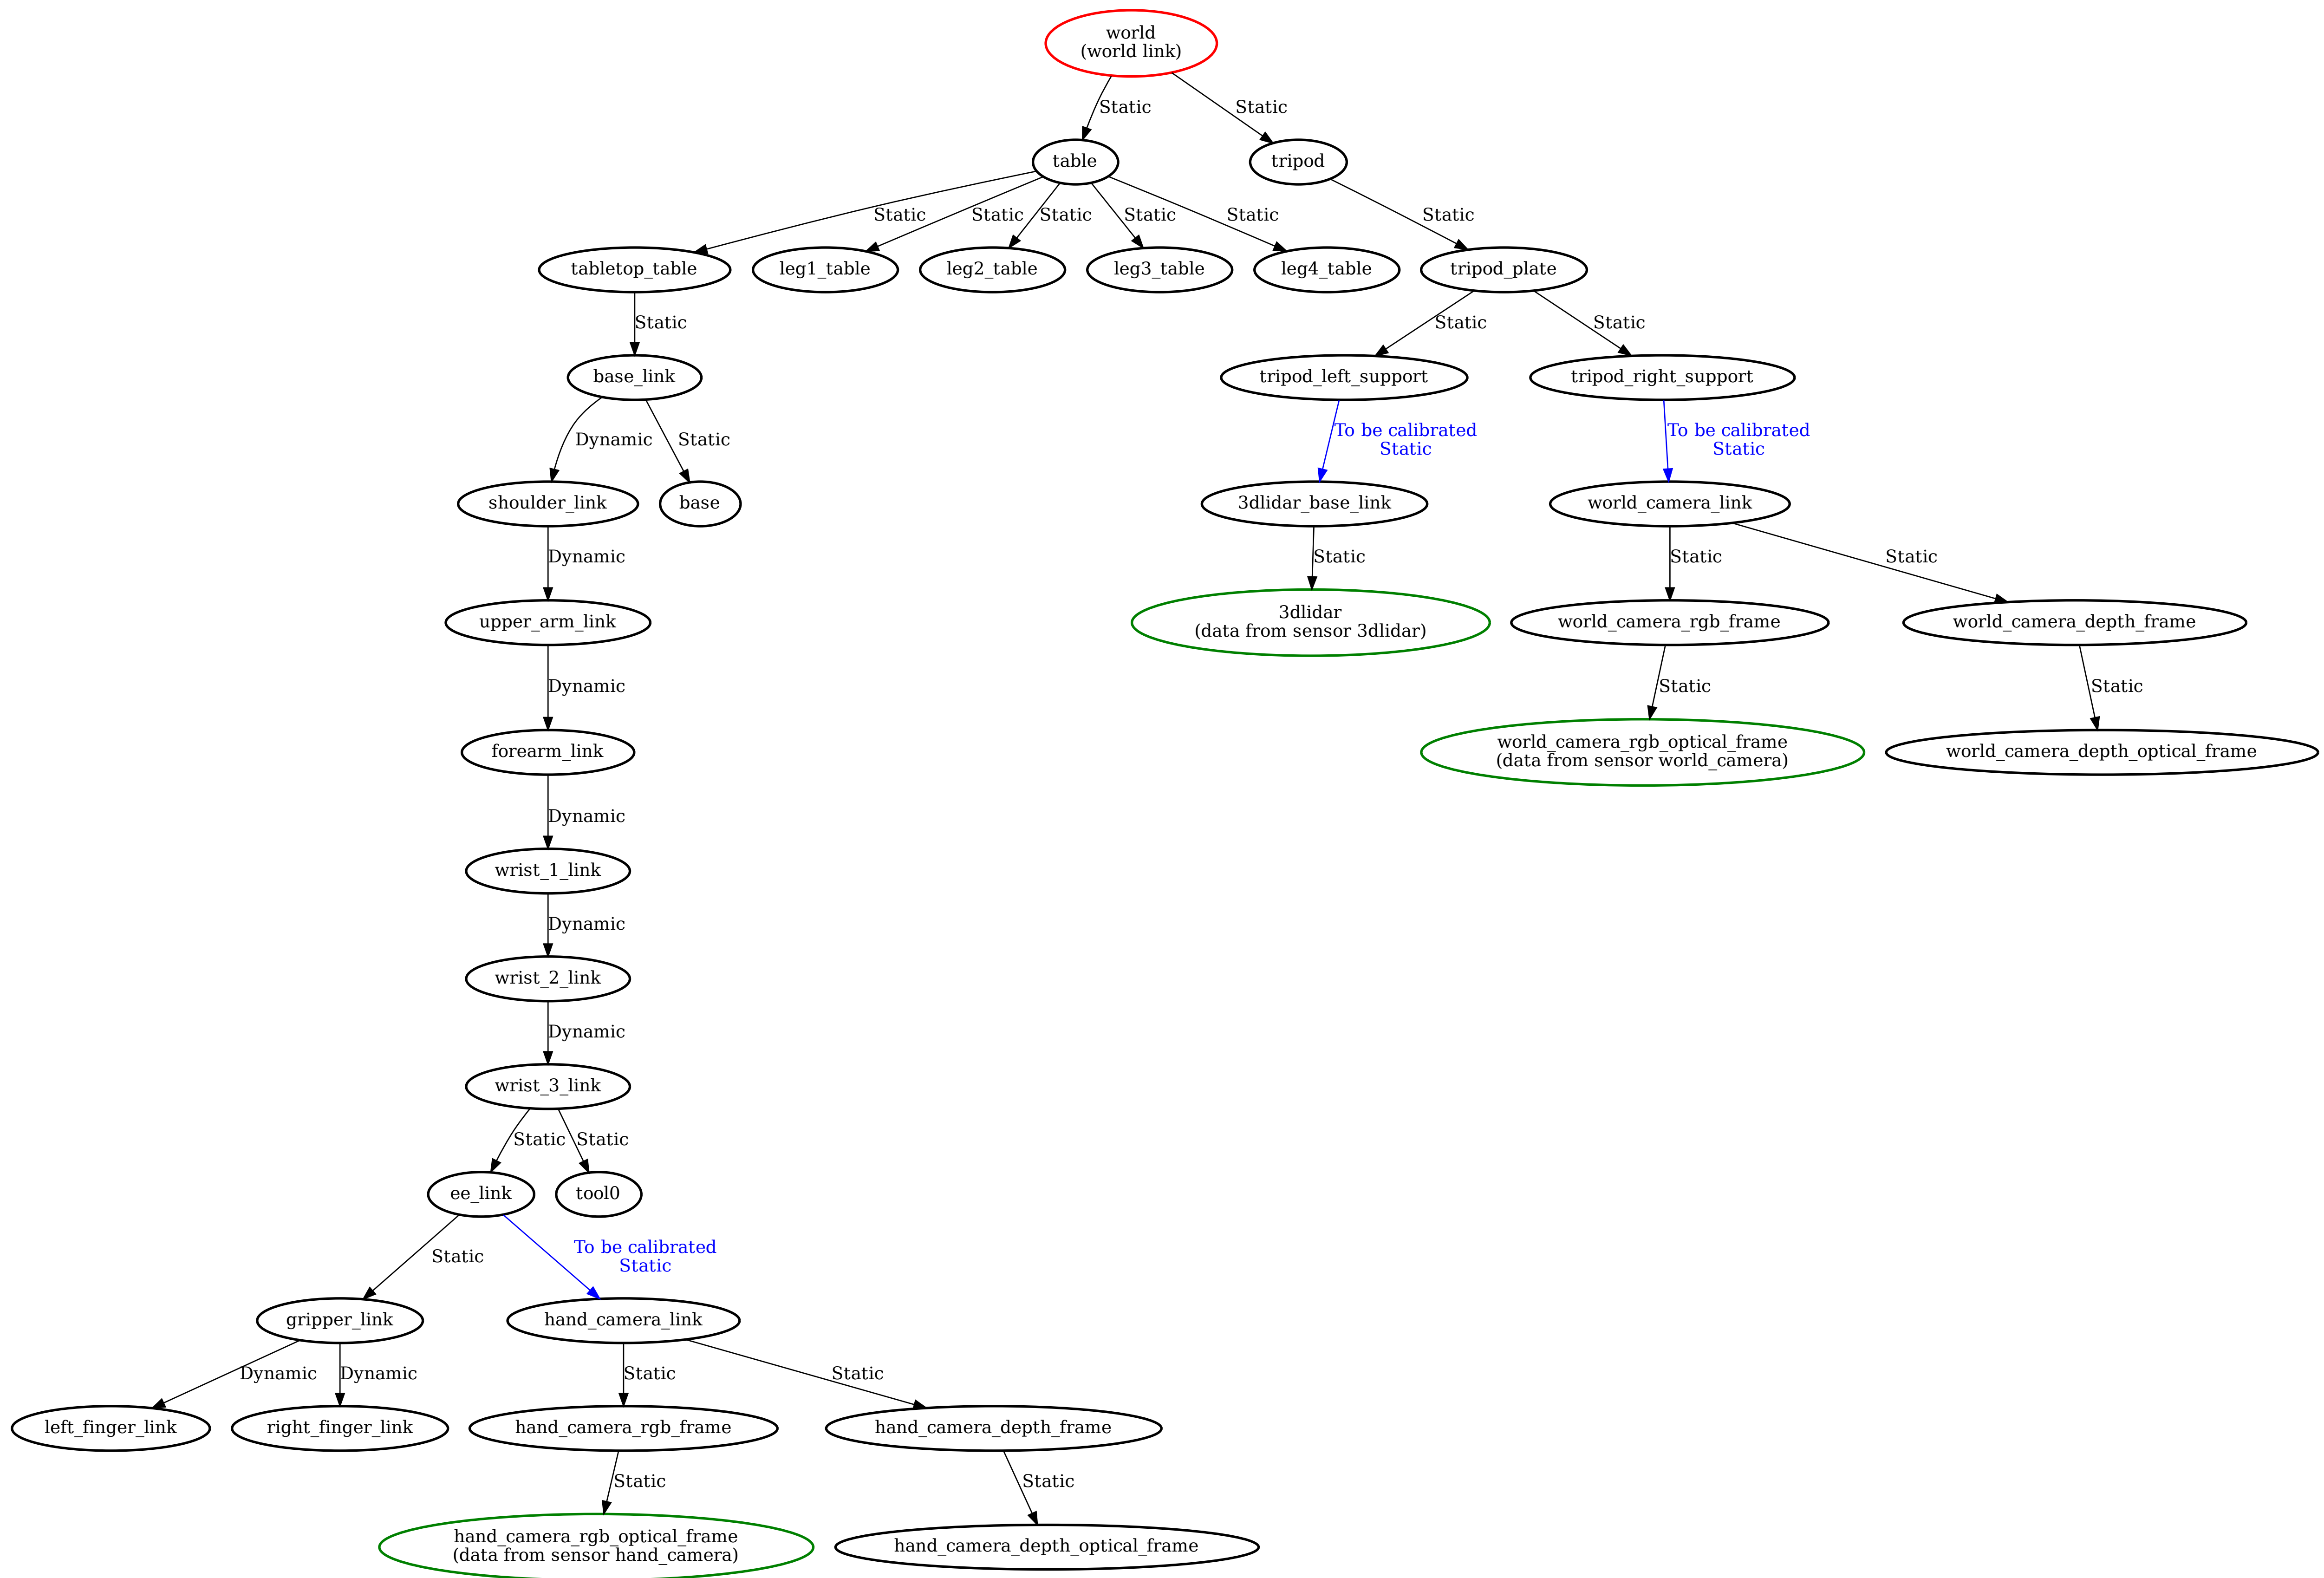 world
(world link)
Static
Static
table
tripod
Static
Static
Static
Static
Static
Static
tabletop_table
leg1_table
leg2_table
leg3_table
leg4_table
tripod_plate
Static
Static
Static
base_link
tripod_left_support
tripod_right_support
Dynamic
Static
To be calibrated
Static
To be calibrated
Static
shoulder_link
base
3dlidar_base_link
world_camera_link
Dynamic
Static
Static
Static
upper_arm_link
3dlidar
(data from sensor 3dlidar)
world_camera_rgb_frame
world_camera_depth_frame
Dynamic
Static
Static
forearm_link
world_camera_rgb_optical_frame
(data from sensor world_camera)
world_camera_depth_optical_frame
Dynamic
wrist_1_link
Dynamic
wrist_2_link
Dynamic
wrist_3_link
Static
Static
ee_link
tool0
Static
To be calibrated
Static
gripper_link
hand_camera_link
Dynamic
Dynamic
Static
Static
left_finger_link
right_finger_link
hand_camera_rgb_frame
hand_camera_depth_frame
Static
Static
hand_camera_rgb_optical_frame
(data from sensor hand_camera)
hand_camera_depth_optical_frame